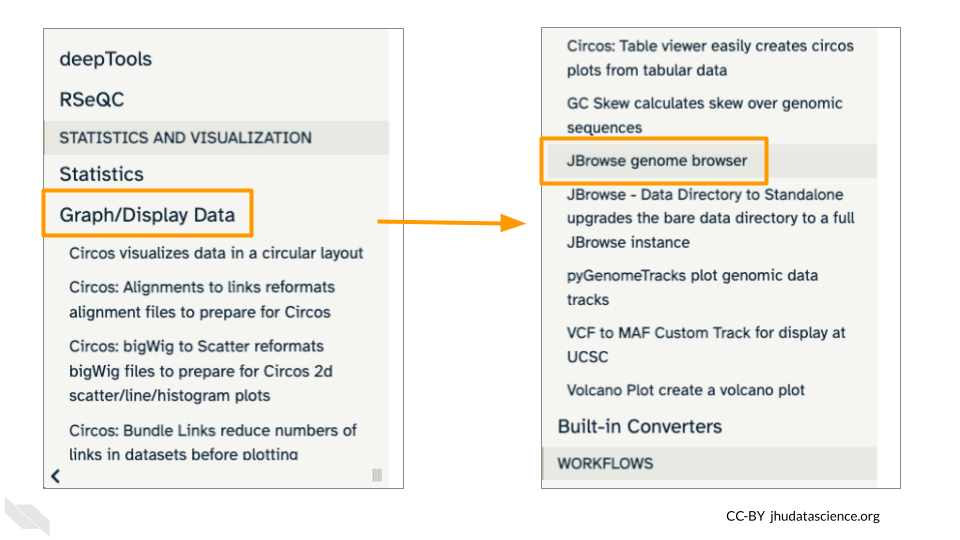 deepTools
RSeQC
STATISTICS AND VISUALIZATION
Statistics
Graph/Display Data
Circos visualizes data in a circular layout
Circos: Alignments to links reformats
alignment files to prepare for Circos
Circos: bigWig to Scatter reformats
bigWig files to prepare for Circos 2d
scatter/line/histogram plots
Circos: Bundle Links reduce numbers of
links in datasets before plotting
Circos: Table viewer easily creates circos
plots from tabular data
GC Skew calculates skew over genomic
sequences
JBrowse genome browser
JBrowse - Data Directory to Standalone
upgrades the bare data directory to a full
JBrowse instance
pyGenomeTracks plot genomic data
tracks
VCF to MAF Custom Track for display at
UCSC
Volcano Plot create a volcano plot
Built-in Converters
WORKFLOWS
CC-BY jhudatascience.org